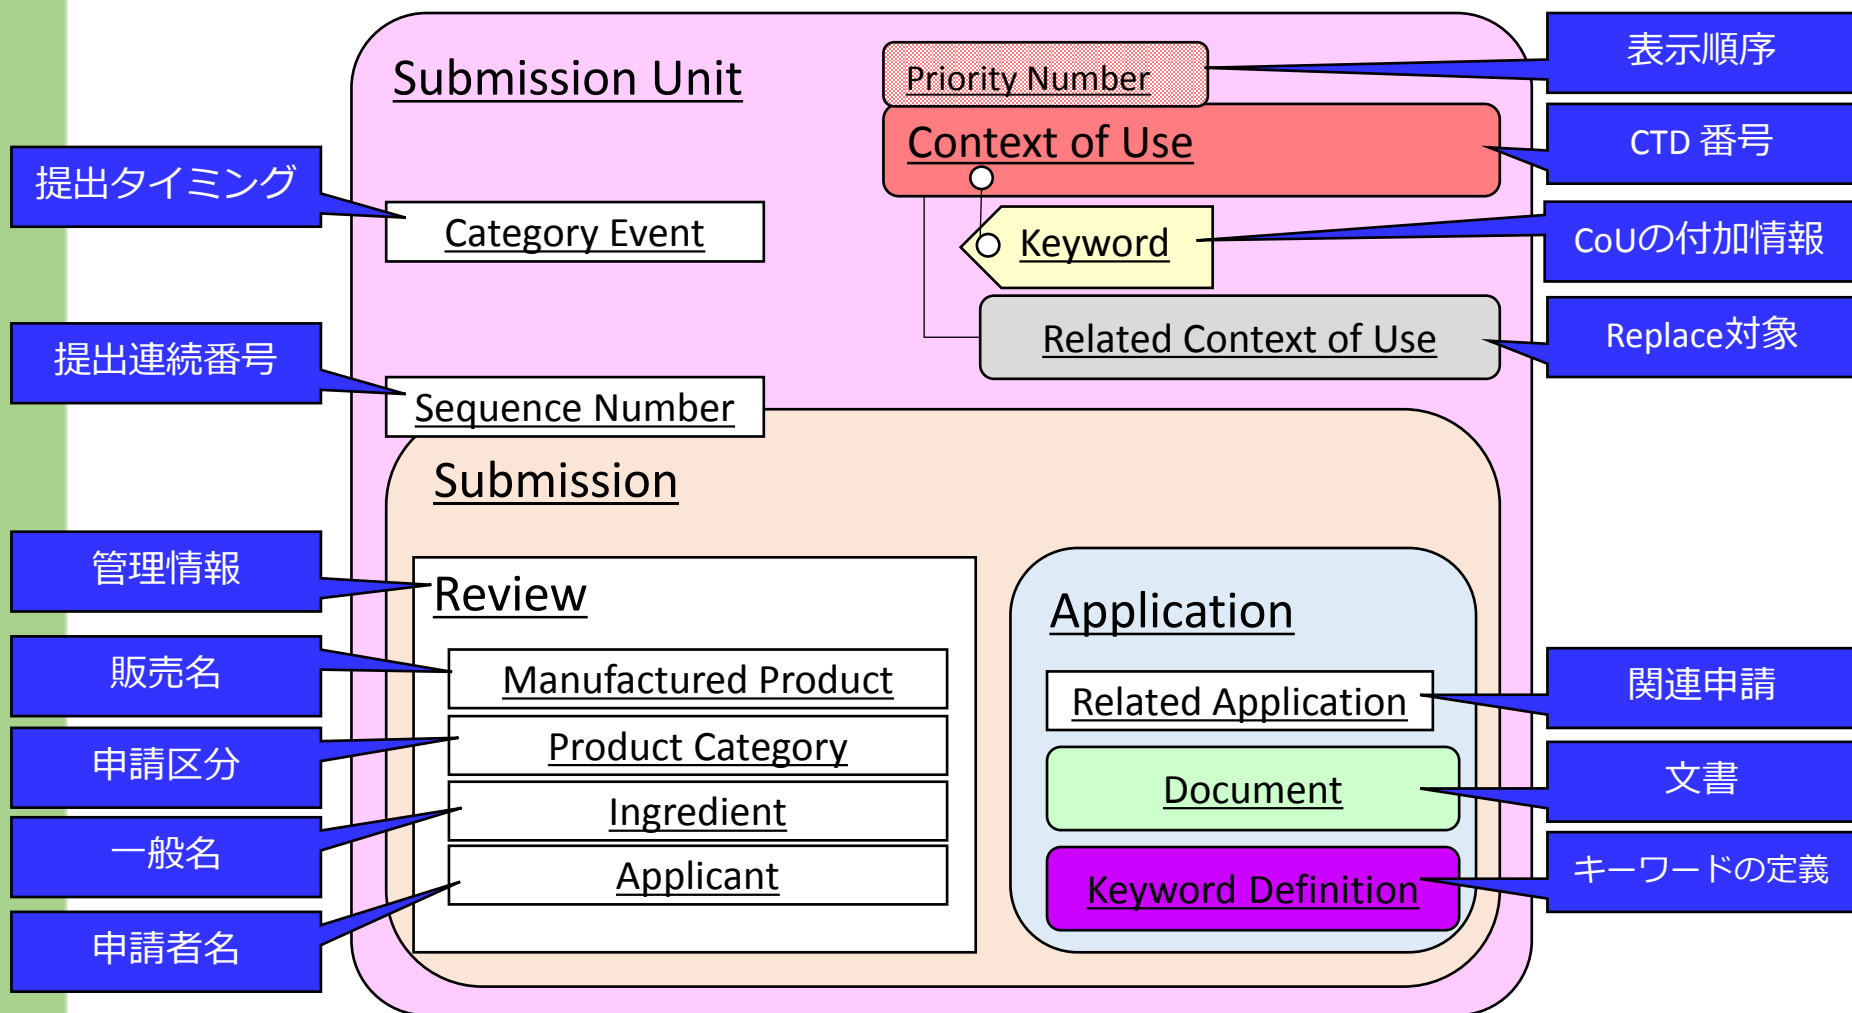 Submission Unit
Priority Number
表示順序
Context of Use
CTD 番号
提出タイミング
Category Event
Keyword
CoUの付加情報
Related Context of Use
Replace対象
提出連続番号
Sequence Number
Submission
管理情報
Review
Application
販売名
Manufactured Product
Related Application
関連申請
申請区分
Product Category
Document
文書
一般名
Ingredient
申請者名
Applicant
Keyword Definition
キーワードの定義